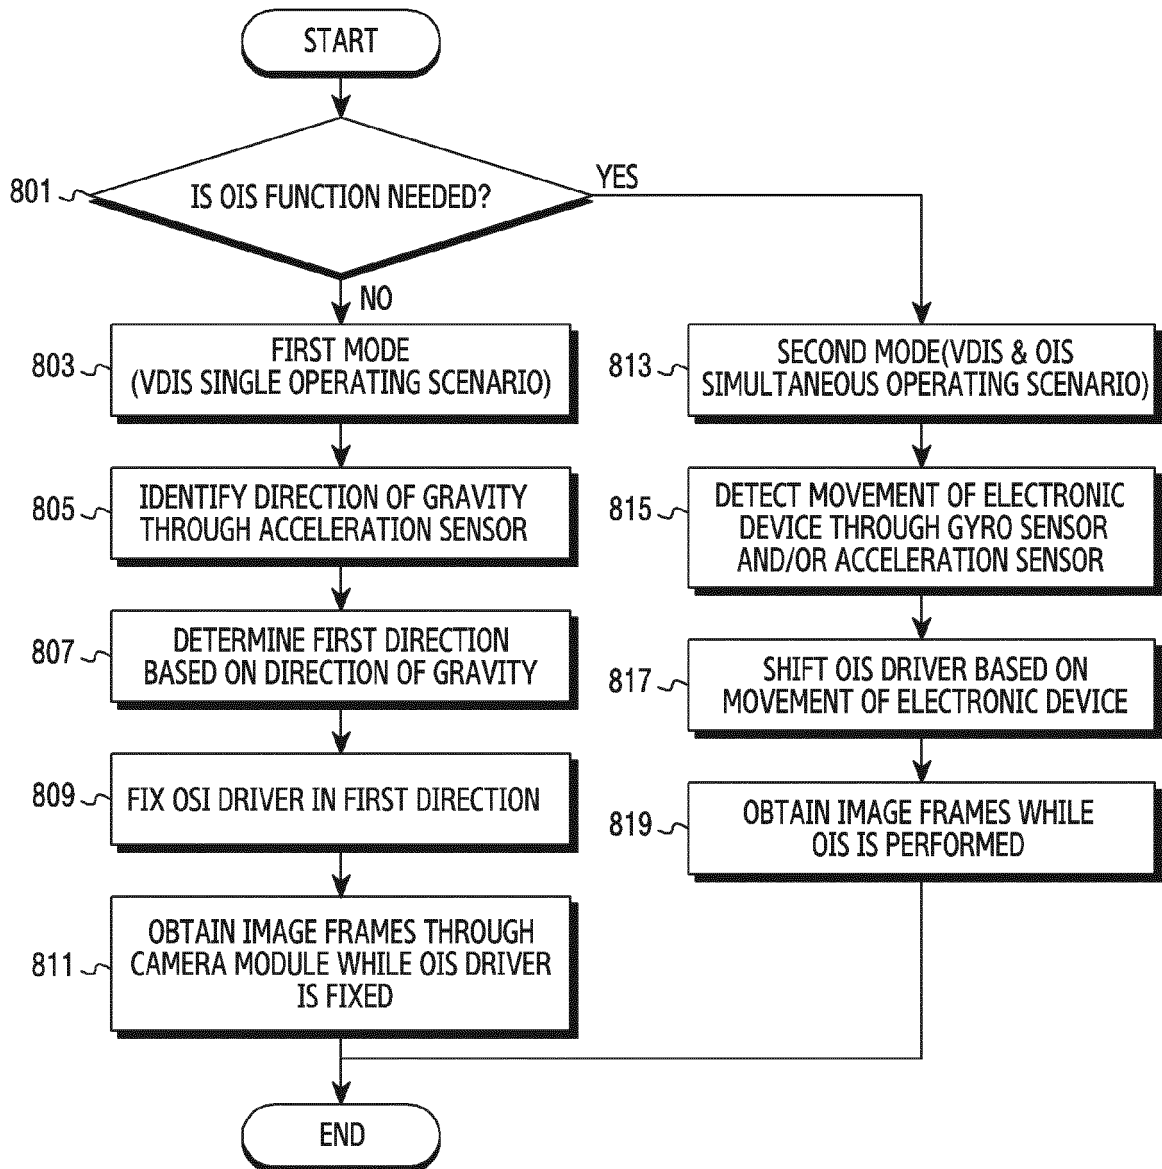 START
801
IS OIS FUNCTION NEEDED?
YES
NO
803
FIRST MODE
(VDIS SINGLE OPERATING SCENARIO)
805
IDENTIFY DIRECTION OF GRAVITY
THROUGH ACCELERATION SENSOR
807
DETERMINE FIRST DIRECTION
BASED ON DIRECTION OF GRAVITY
809
FIX OSI DRIVER IN FIRST DIRECTION
811
OBTAIN IMAGE FRAMES THROUGH
CAMERA MODULE WHILE OIS DRIVER
IS FIXED
813
SECOND MODE(VDIS & OIS
SIMULTANEOUS OPERATING SCENARIO)
815
DETECT MOVEMENT OF ELECTRONIC
DEVICE THROUGH GYRO SENSOR
AND/OR ACCELERATION SENSOR
817
SHIFT OIS DRIVER BASED ON
MOVEMENT OF ELECTRONIC DEVICE
819
OBTAIN IMAGE FRAMES WHILE
OIS IS PERFORMED
END